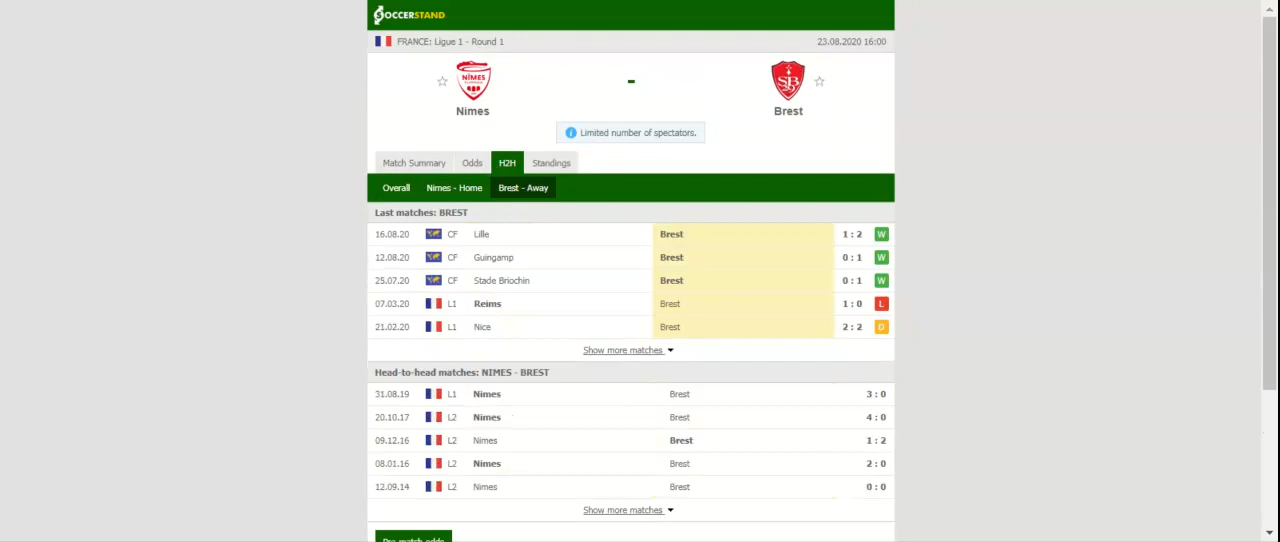 SOCCERSTAND
FRANCE: Ligue 1 - Round 1 23.08.2020 16:00
NÎMES SB
-
Nimes Brest
Limited number of spectators.
Match Summary Odds H2H Standings
Overall Nimes - Home Brest - Away
Last matches: BREST
16.08.20 CF Lille Brest 1 : 2 W
12.08.20 CF Guingamp Brest 0 : 1 W
25.07.20 CF Stade Briochin Brest 0 : 1 W
07.03.20 L1 Reims Brest 1 : 0 L
21.02.20 L1 Nice Brest 2 : 2 D
Show more matches
Head-to-head matches: NIMES - BREST
31.08.19 L1 Nimes Brest 3 : 0
20.10.17 L2 Nimes Brest 4 : 0
09.12.16 L2 Nimes Brest 1 : 2
08.01.16 L2 Nimes Brest 2 : 0
12.09.14 L2 Nimes Brest 0 : 0
Show more matches
Pre-match odds